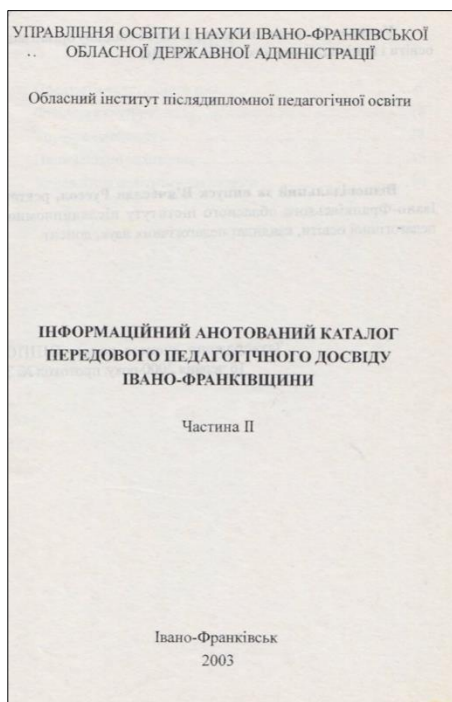 УПРАВЛІННЯ ОСВІТИ І НАУКИ ІВАНО-ФРАНКІВСЬКОЇ
ОБЛАСНОЇ ДЕРЖАВНОЇ АДМІНІСТРАЦІЇ
Обласний інститут післядипломної педагогічної освіти
ІНФОРМАЦІЙНИЙ АНОТОВАНИЙ КАТАЛОГ
ПЕРЕДОВОГО ПЕДАГОГІЧНОГО ДОСВІДУ
ІВАНО-ФРАНКІВЩИНИ
Частина ІІ
Івано-Франківськ
2003